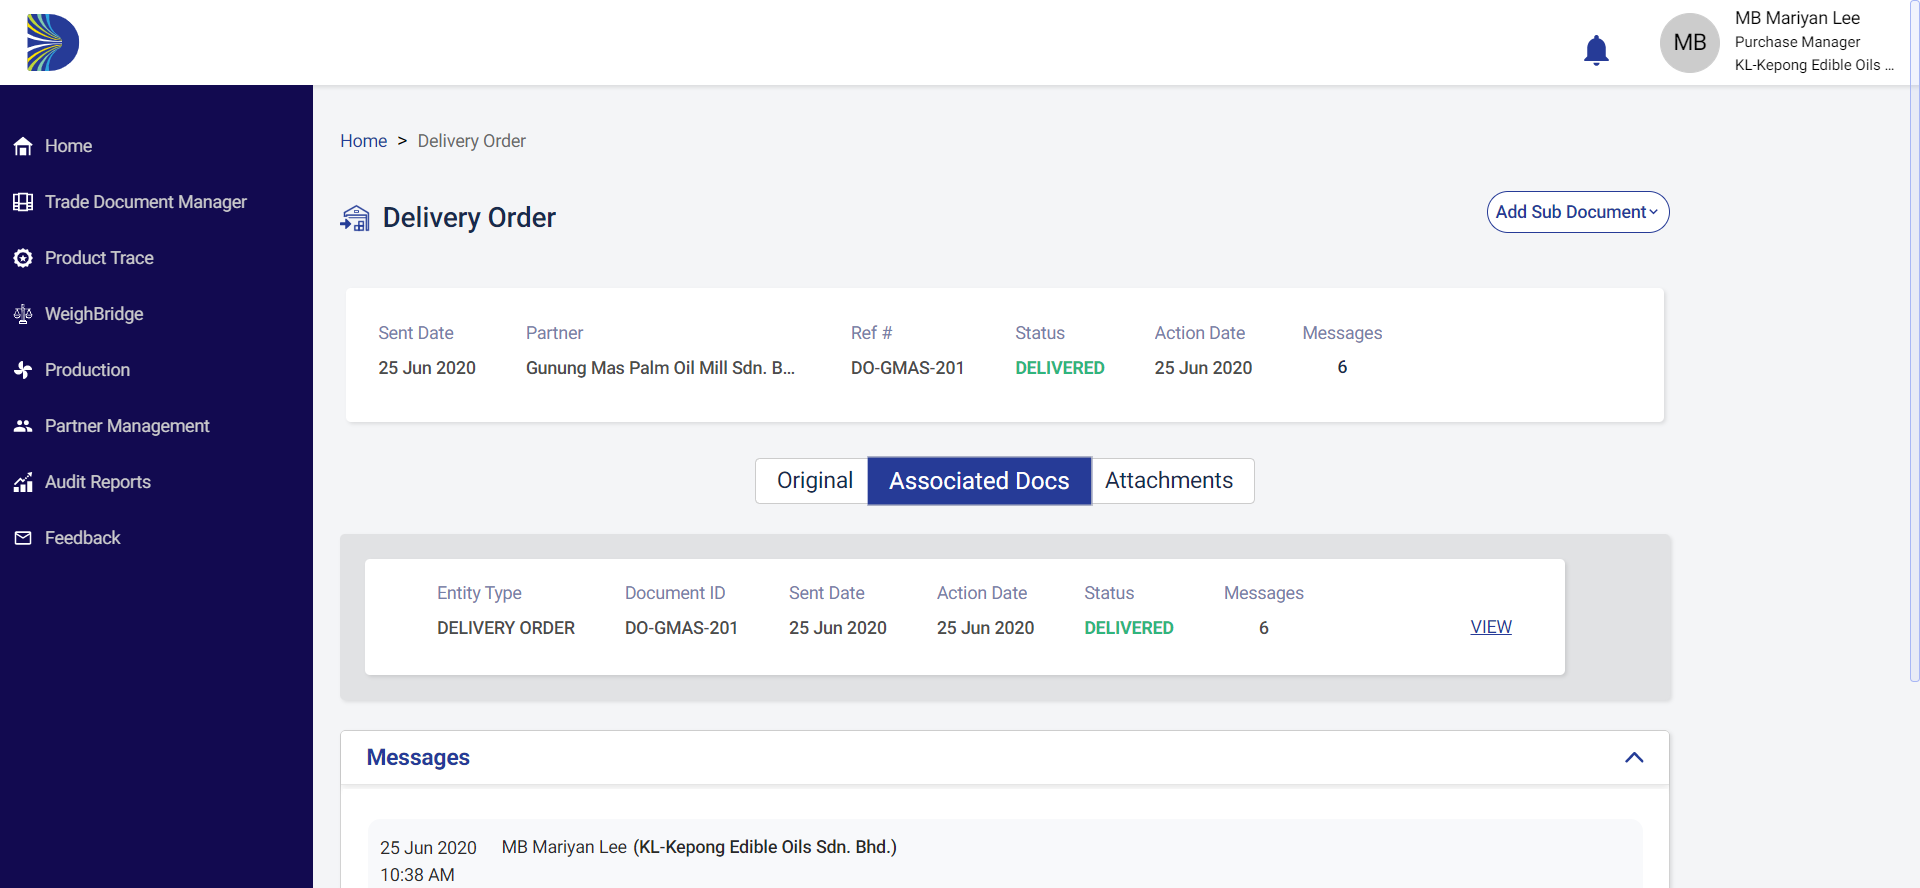 MB
MB Mariyan Lee
Purchase Manager
KL-Kepong Edible Oils ...
Home
Trade Document Manager
Product Trace
WeighBridge
Production
Partner Management
Audit Reports
Feedback
Home > Delivery Order
Delivery Order
Add Sub Document
Sent Date Partner Ref # Status Action Date Messages
25 Jun 2020 Gunung Mas Palm Oil Mill Sdn. B... DO-GMAS-201 DELIVERED 25 Jun 2020 6
Original Associated Docs Attachments
Entity Type Document ID Sent Date Action Date Status Messages
DELIVERY ORDER DO-GMAS-201 25 Jun 2020 25 Jun 2020 DELIVERED 6 VIEW
Messages
25 Jun 2020 MB Mariyan Lee (KL-Kepong Edible Oils Sdn. Bhd.)
10:38 AM